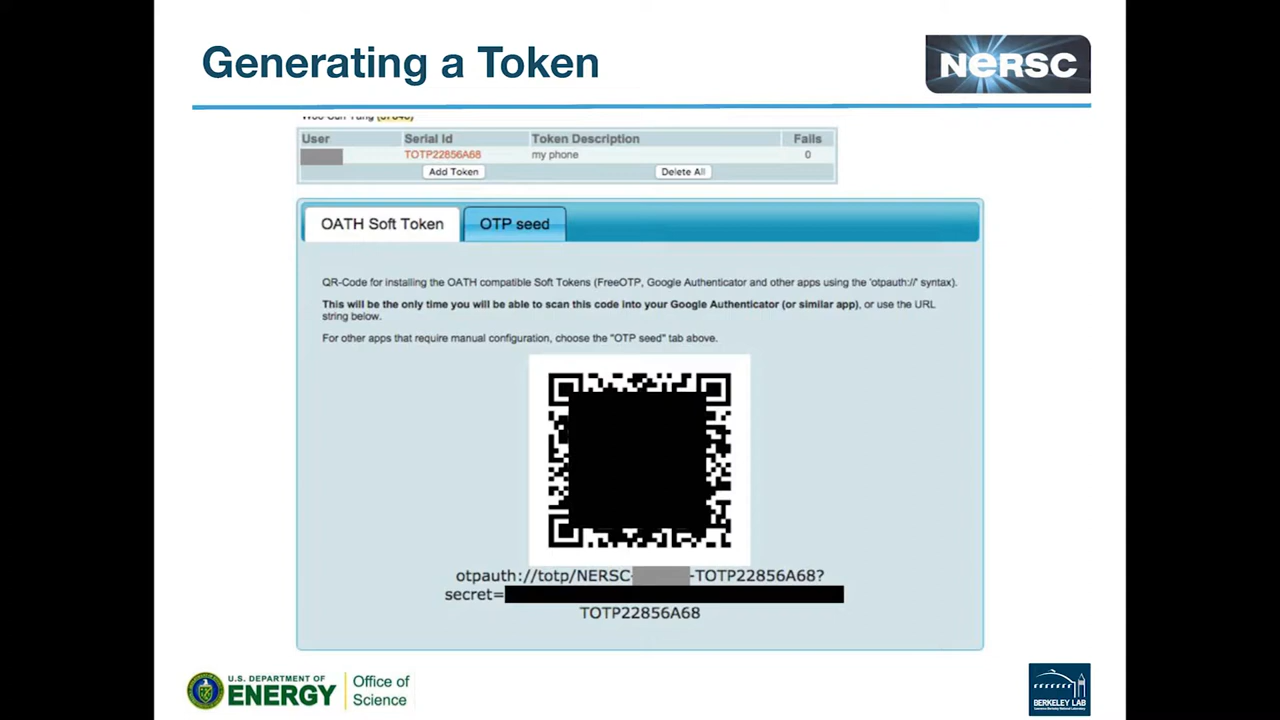 Generating a Token
NERSC
User Serial Id Token Description Fails
TOTP22856A68 my phone 0
Add Token Delete All
OATH Soft Token OTP seed
QR-Code for installing the OATH compatible Soft Tokens (FreeOTP, Google Authenticator and other apps using the 'otpauth://' syntax).
This will be the only time you will be able to scan this code into your Google Authenticator (or similar app), or use the URL
string below.
For other apps that require manual configuration, choose the "OTP seed" tab above.
otpauth://totp/NERSC- -TOTP22856A68?
secret=
TOTP22856A68
U.S. DEPARTMENT OF
ENERGY
Office of
Science
BERKELEY LAB